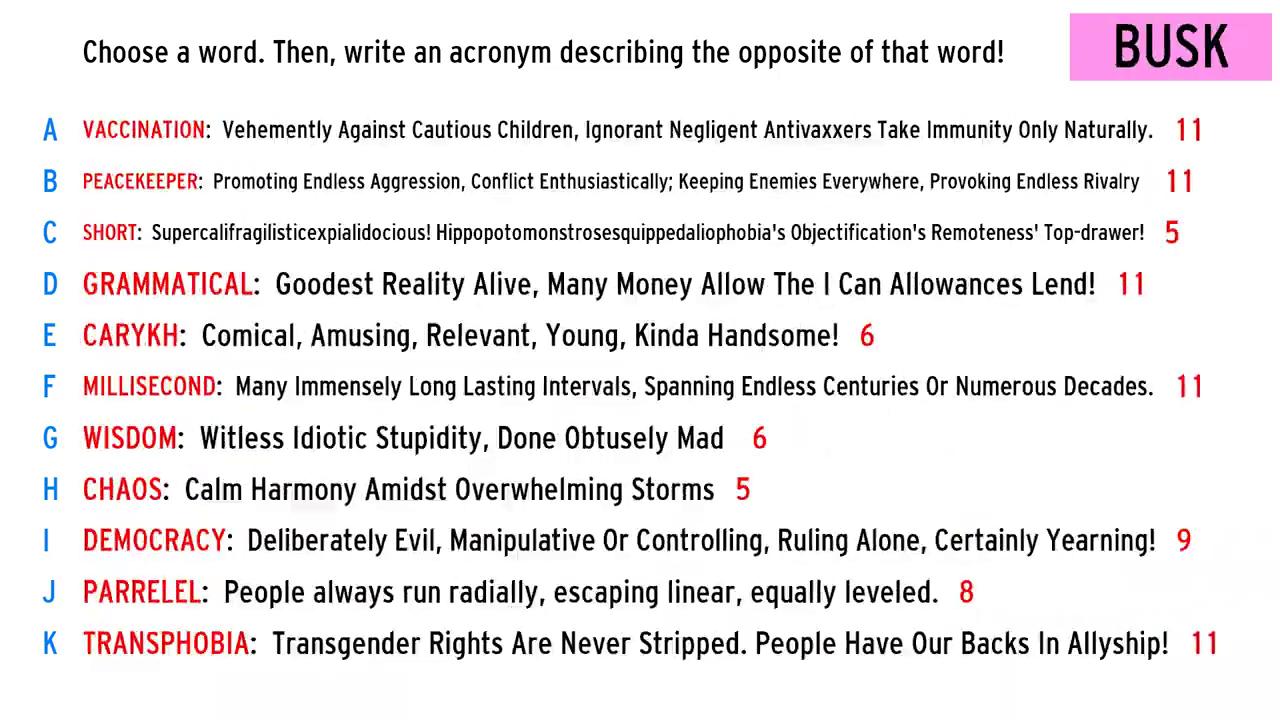 Choose a word. Then, write an acronym describing the opposite of that word!
BUSK
A VACCINATION: Vehemently Against Cautious Children, Ignorant Negligent Antivaxxers Take Immunity Only Naturally. 11
B PEACEKEEPER: Promoting Endless Aggression, Conflict Enthusiastically; Keeping Enemies Everywhere, Provoking Endless Rivalry 11
C SHORT: Supercalifragilisticexpialidocious! Hippopotomonstrosesquippedaliophobia's Objectification's Remoteness' Top-drawer! 5
D GRAMMATICAL: Goodest Reality Alive, Many Money Allow The I Can Allowances Lend! 11
E CARYKH: Comical, Amusing, Relevant, Young, Kinda Handsome! 6
F MILLISECOND: Many Immensely Long Lasting Intervals, Spanning Endless Centuries Or Numerous Decades. 11
G WISDOM: Witless Idiotic Stupidity, Done Obtusely Mad 6
H CHAOS: Calm Harmony Amidst Overwhelming Storms 5
I DEMOCRACY: Deliberately Evil, Manipulative Or Controlling, Ruling Alone, Certainly Yearning! 9
J PARRELEL: People always run radially, escaping linear, equally leveled. 8
K TRANSPHOBIA: Transgender Rights Are Never Stripped. People Have Our Backs In Allyship! 11